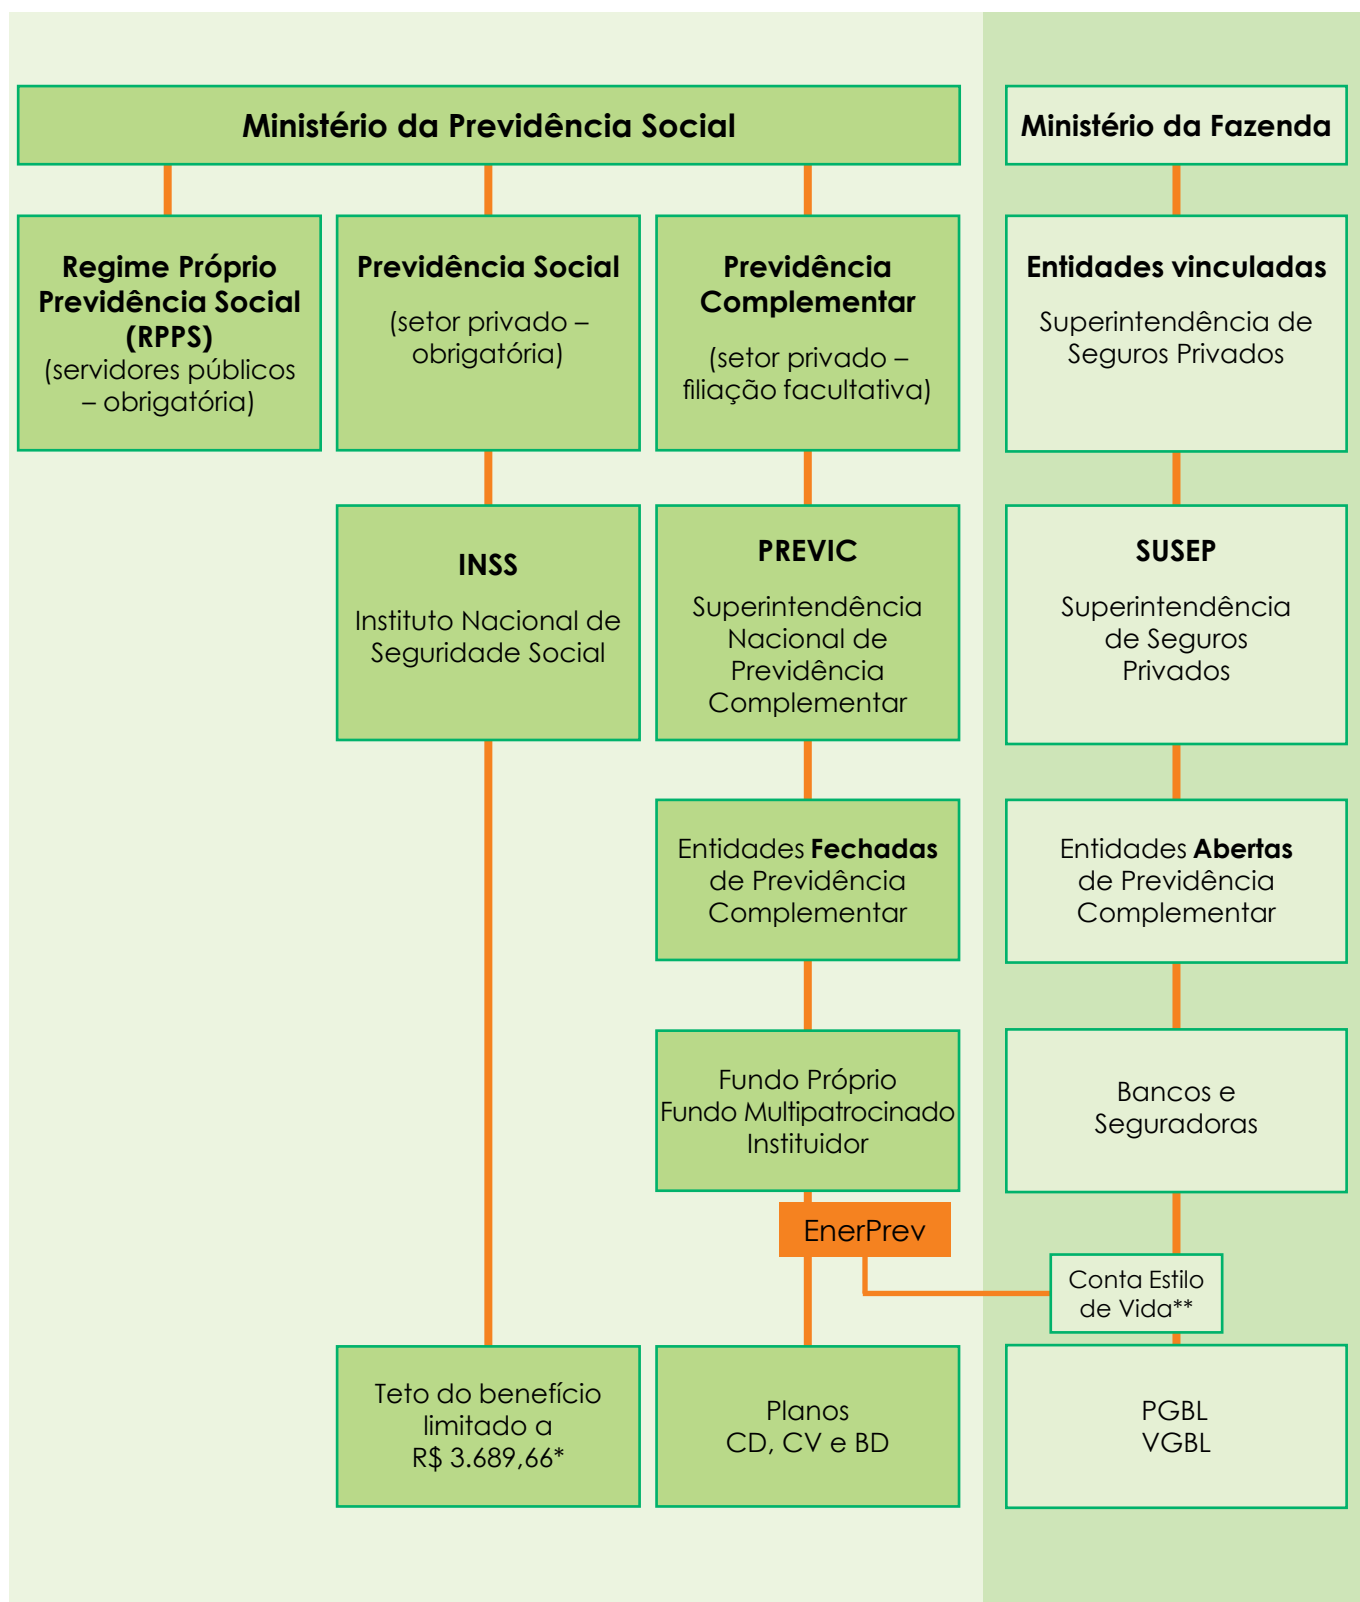 Ministério da Previdência Social
Ministério da Fazenda
Regime Próprio
Previdência Social
(RPPS)
(servidores públicos
– obrigatória)
Previdência Social
(setor privado –
obrigatória)
Previdência
Complementar
(setor privado –
filiação facultativa)
Entidades vinculadas
Superintendência de
Seguros Privados
INSS
Instituto Nacional de
Seguridade Social
PREVIC
Superintendência
Nacional de
Previdência
Complementar
SUSEP
Superintendência
de Seguros
Privados
Entidades Fechadas
de Previdência
Complementar
Entidades Abertas
de Previdência
Complementar
Fundo Próprio
Fundo Multipatrocinado
Instituidor
Bancos e
Seguradoras
EnerPrev
Conta Estilo
de Vida**
Teto do benefício
limitado a
R$ 3.689,66*
Planos
CD, CV e BD
PGBL
VGBL